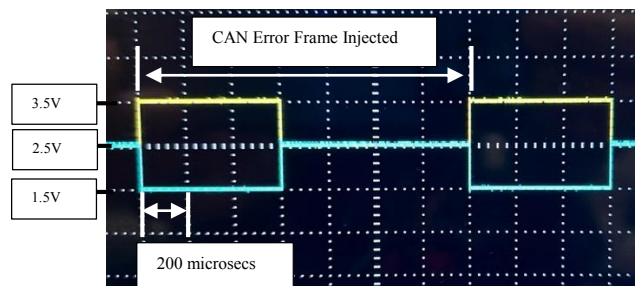 CAN Error Frame Injected
3.5V
2.5V
1.5V
200 microsecs